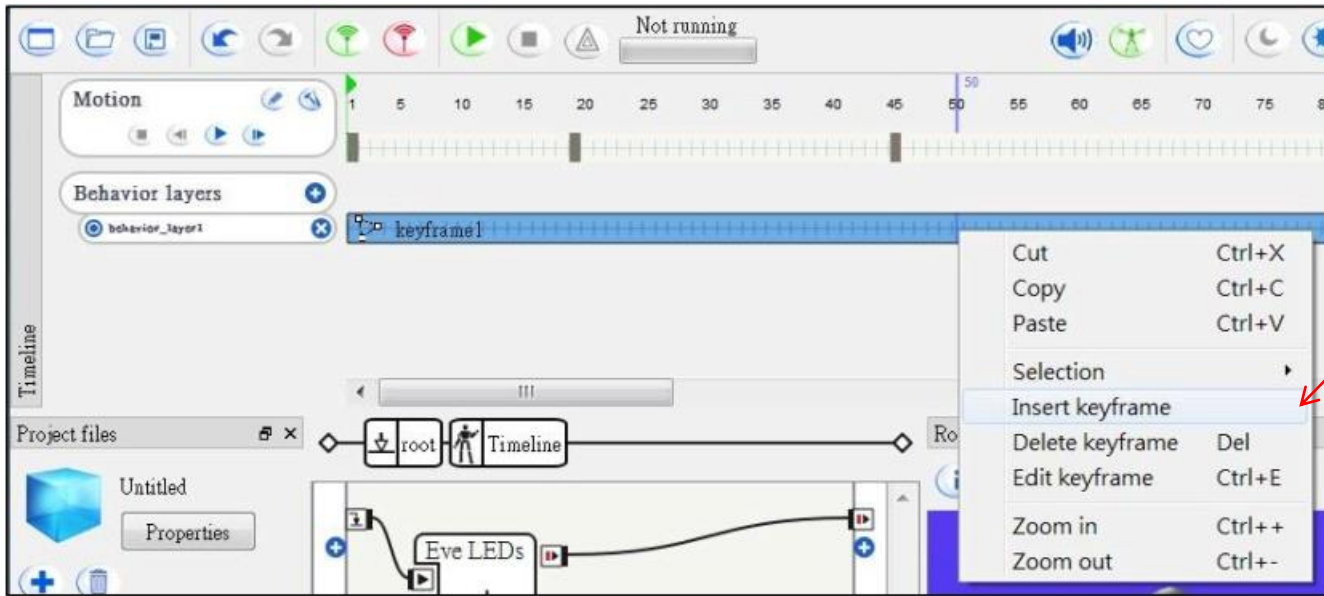 Not running
Motion
50
1 5 10 15 20 25 30 35 40 45 50 55 60 65 70 75
Behavior layers
behavior_layer1
keyframe1
Cut Ctrl+X
Copy Ctrl+C
Paste Ctrl+V
Selection
Insert keyframe
Delete keyframe Del
Edit keyframe Ctrl+E
Zoom in Ctrl++
Zoom out Ctrl+-
Timeline
Project files
root
Timeline
Ro
Untitled
Properties
Eye LEDs